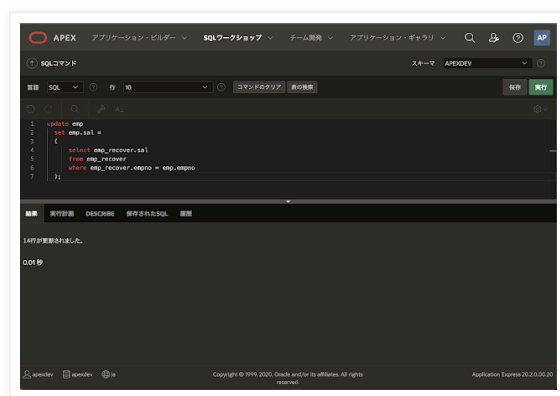 APEX アプリケーション・ビルダー SQLワークショップ チーム開発 アプリケーション・ギャラリ AP
SQLコマンド スキーマ APEXDEV
言語 SQL 行 10 コマンドのクリア 表の検索 保存 実行
1 update emp
2 set emp.sal =
3 (
4 select emp_recover.sal
5 from emp_recover
6 where emp_recover.empno = emp.empno
7 );
結果 実行計画 DESCRIBE 保存されたSQL 履歴
14行が更新されました。
0.01 秒
apexdev apexdev ja Copyright © 1999, 2020, Oracle and/or its affiliates. All rights reserved. Application Express 20.2.0.00.20